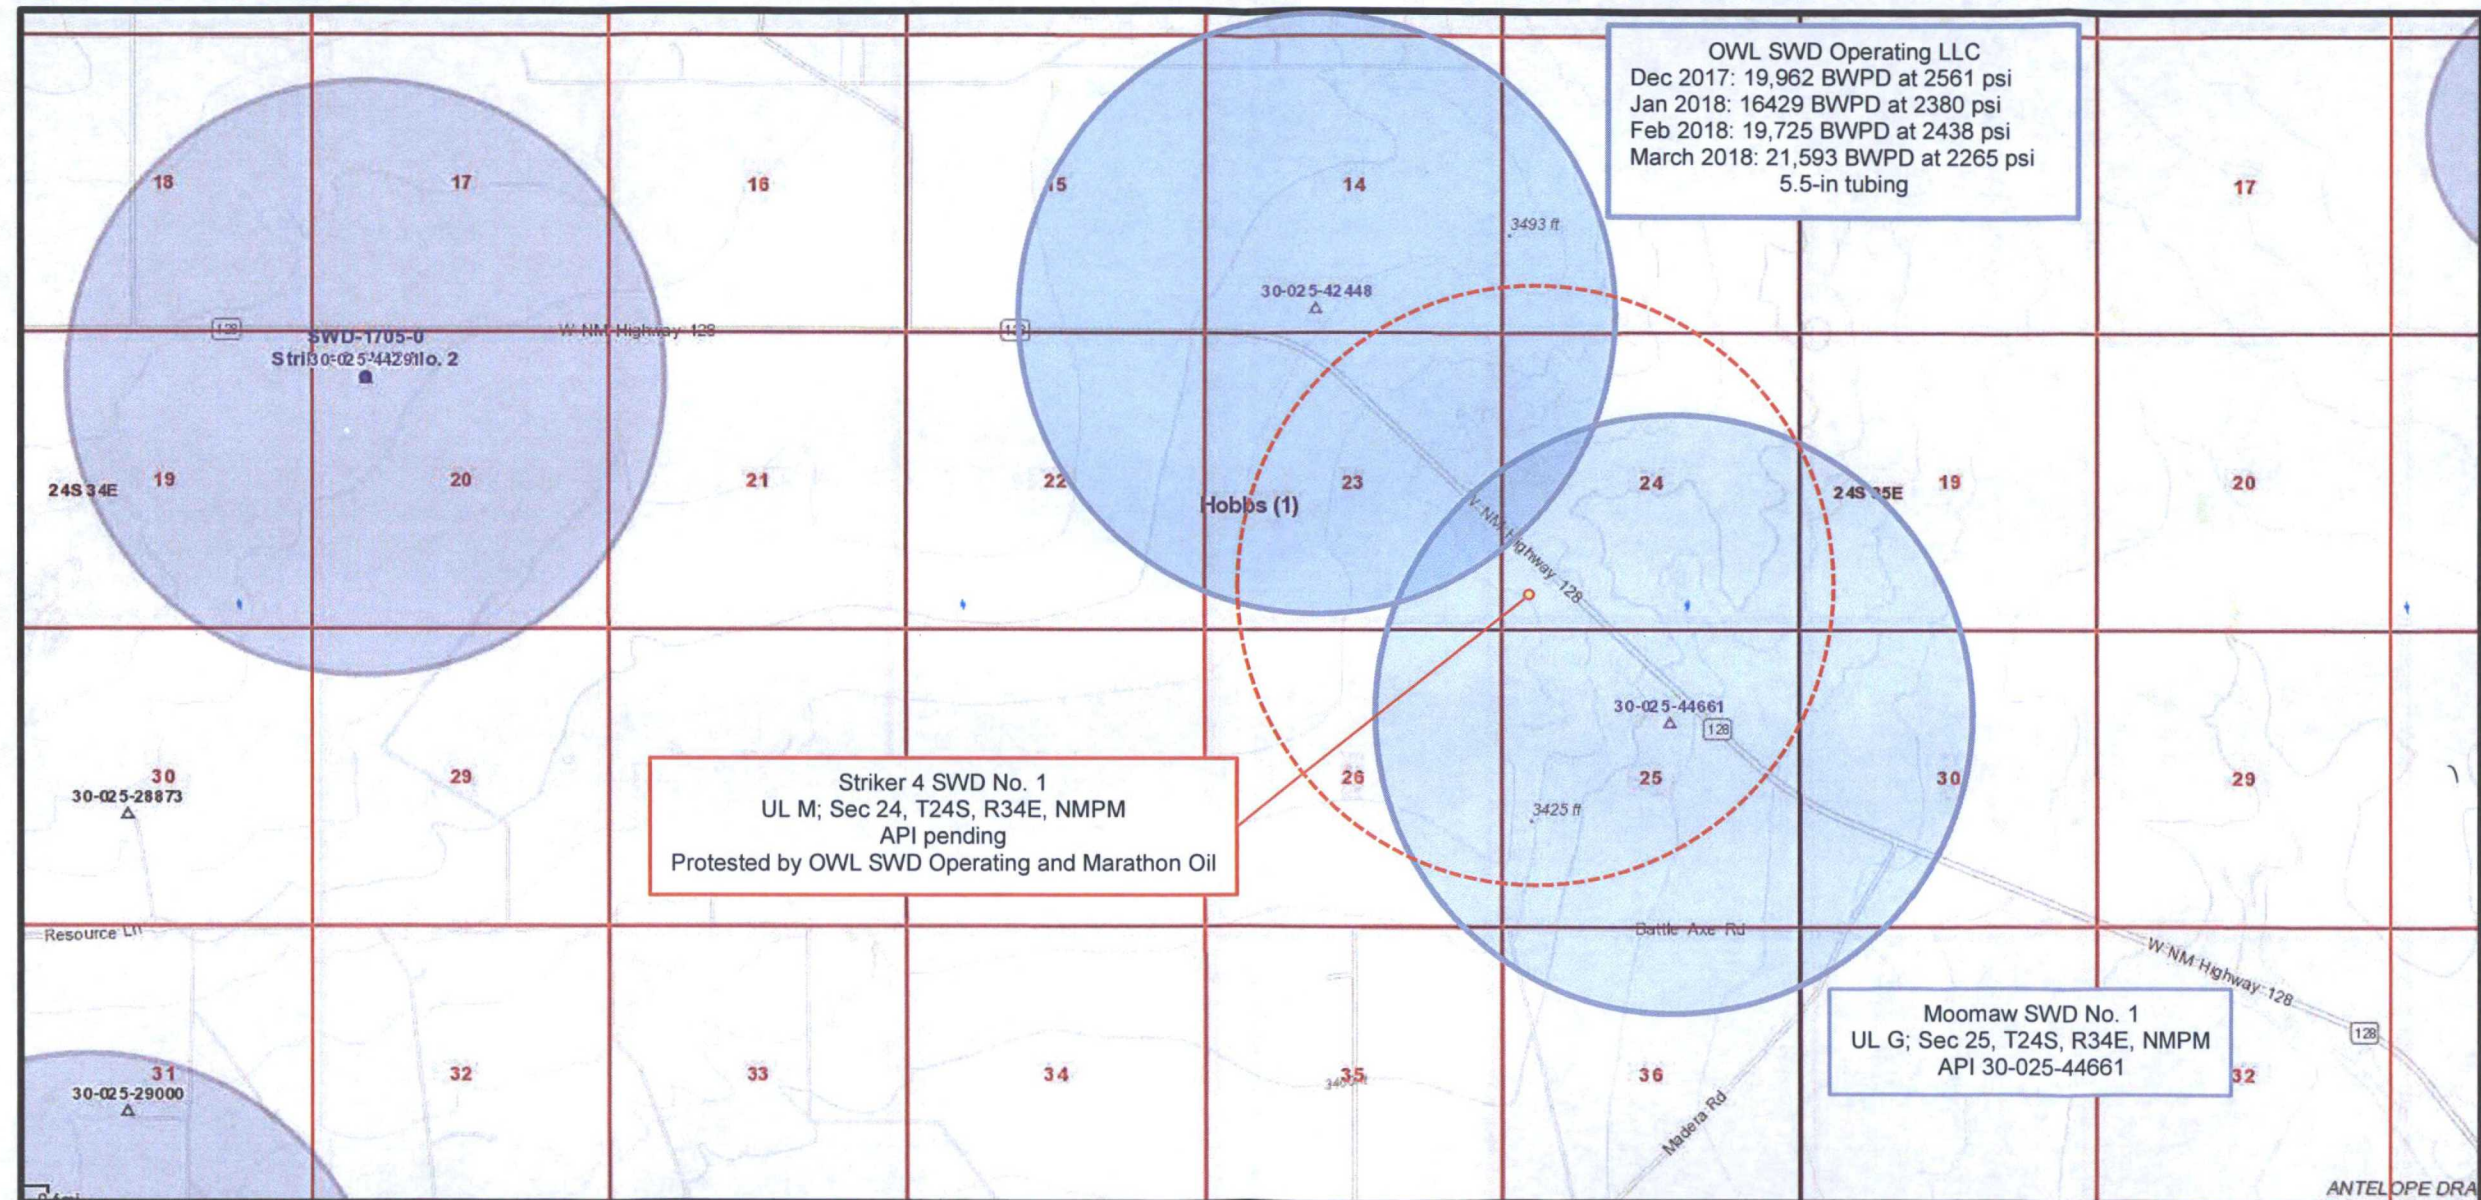 OWL SWD Operating LLC
Dec 2017: 19,962 BWPD at 2561 psi
Jan 2018: 16429 BWPD at 2380 psi
Feb 2018: 19,725 BWPD at 2438 psi
March 2018: 21,593 BWPD at 2265 psi
5.5-in tubing
18
17
16
15
14
17
3493 ft
30-025-42448
128
W NM Highway 128
128
SWD-1705-0
No. 2
24S 34E
19
20
21
22
23
24
24S 35E
19
20
Hobbs (1)
W NM Highway 128
30-025-44661
128
30
29
26
25
30
29
30-025-28873
3425 ft
Striker 4 SWD No. 1
UL M; Sec 24, T24S, R34E, NMPM
API pending
Protested by OWL SWD Operating and Marathon Oil
Resource Ln
Battle Axe Rd
W NM Highway 128
128
Moomaw SWD No. 1
UL G; Sec 25, T24S, R34E, NMPM
API 30-025-44661
31
32
33
34
35
36
32
30-025-29000
Madera Rd
ANTELOPE DRA